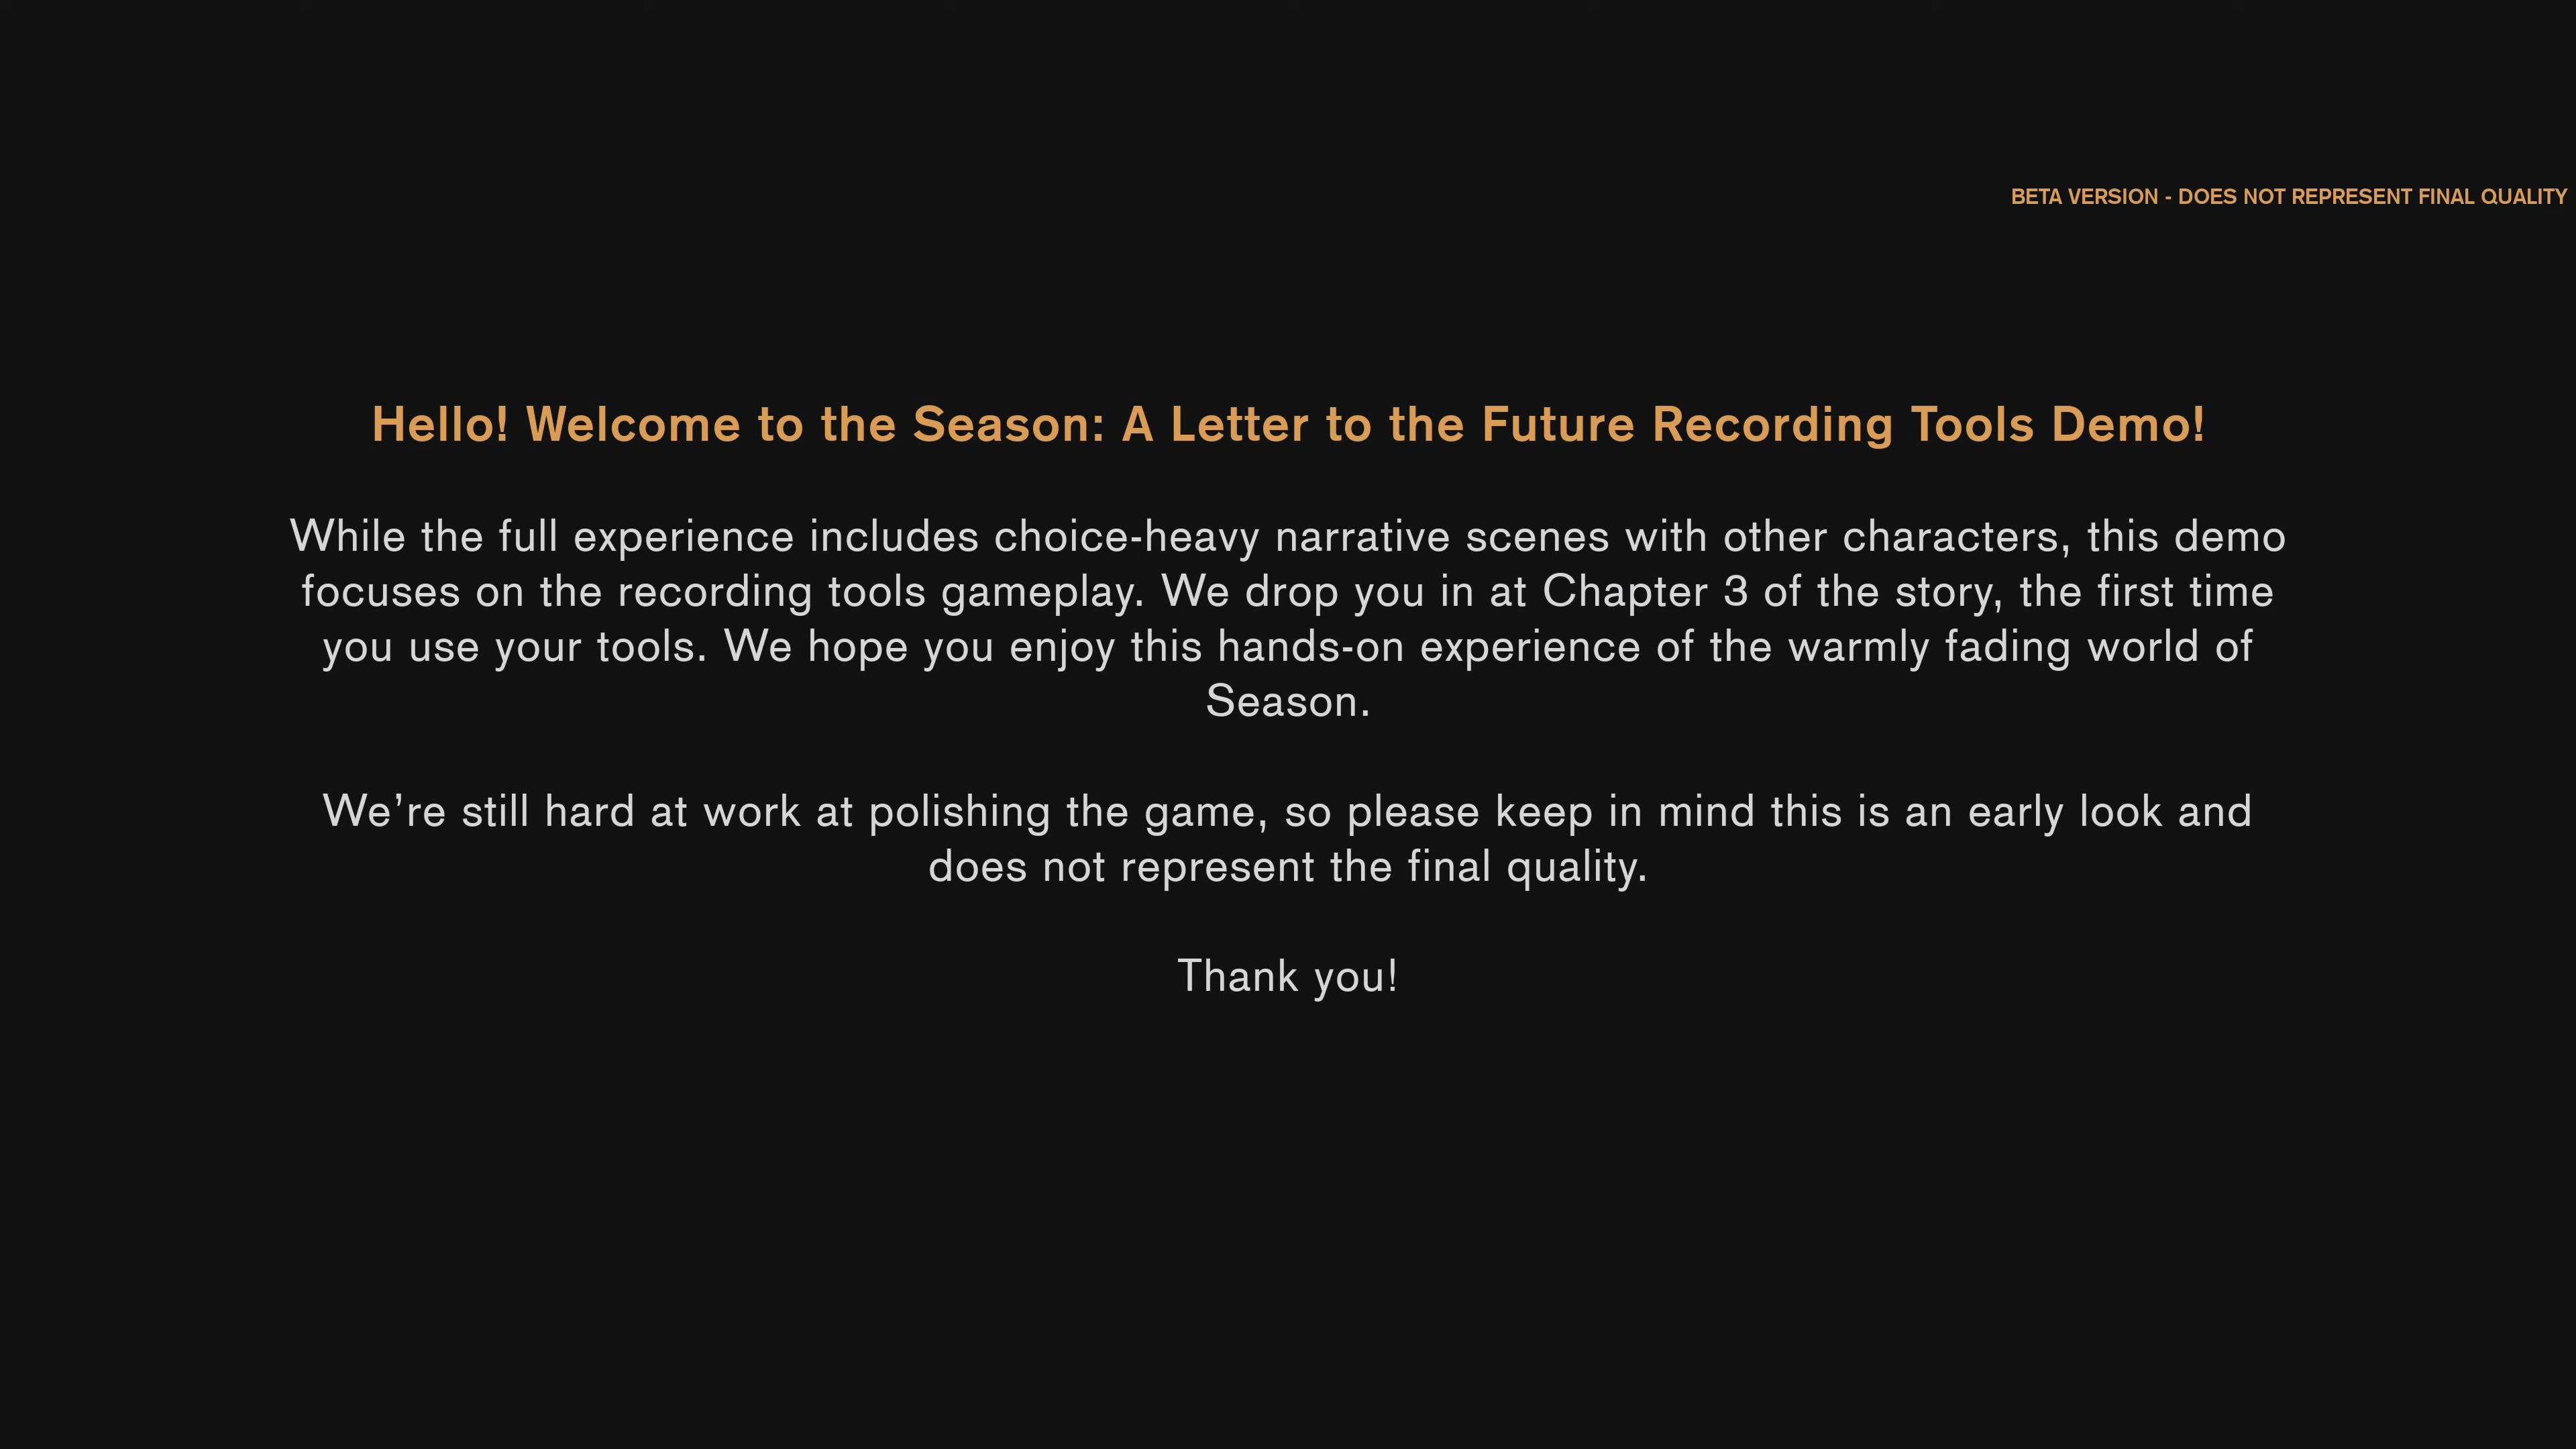 BETA VERSION - DOES NOT REPRESENT FINAL QUALITY
Hello! Welcome to the Season: A Letter to the Future Recording Tools Demo!
While the full experience includes choice-heavy narrative scenes with other characters, this demo
focuses on the recording tools gameplay. We drop you in at Chapter 3 of the story, the first time
you use your tools. We hope you enjoy this hands-on experience of the warmly fading world of
Season.
We’re still hard at work at polishing the game, so please keep in mind this is an early look and
does not represent the final quality.
Thank you!